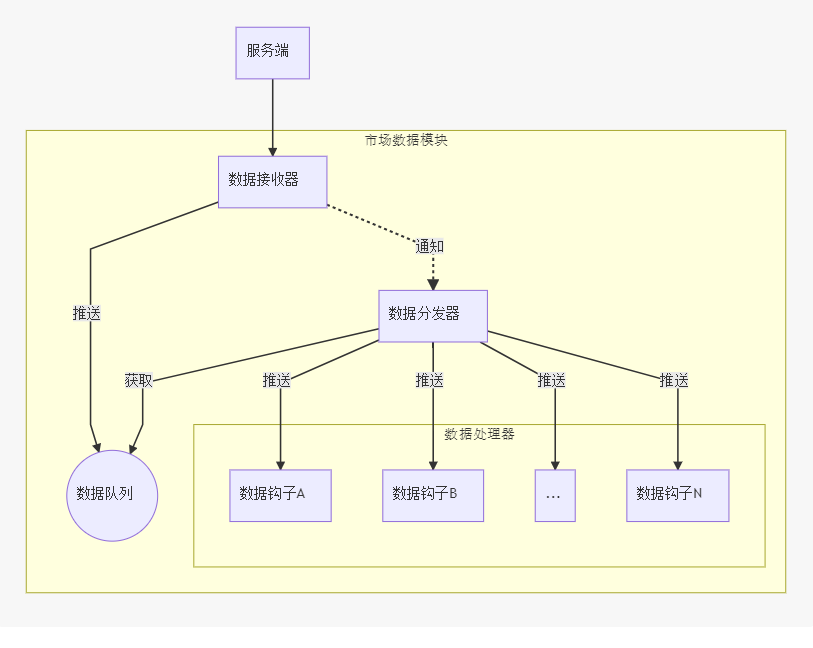 服务端
市场数据模块
数据接收器
通知
推送
数据分发器
获取
推送
推送
推送
推送
数据处理器
数据队列
数据钩子A
数据钩子B
...
数据钩子N